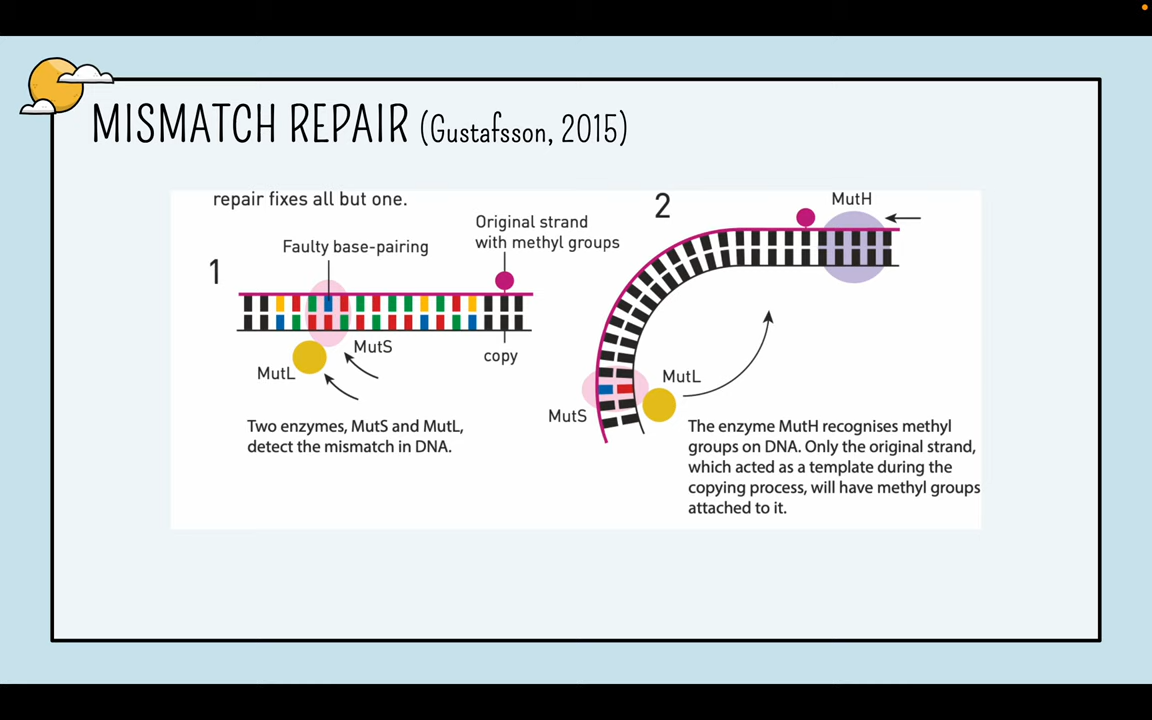 MISMATCH REPAIR (Gustafsson, 2015)
repair fixes all but one.
1
Faulty base-pairing
Original strand
with methyl groups
MutL
MutS
copy
Two enzymes, MutS and MutL,
detect the mismatch in DNA.
2
MutH
MutS
MutL
The enzyme MutH recognises methyl
groups on DNA. Only the original strand,
which acted as a template during the
copying process, will have methyl groups
attached to it.